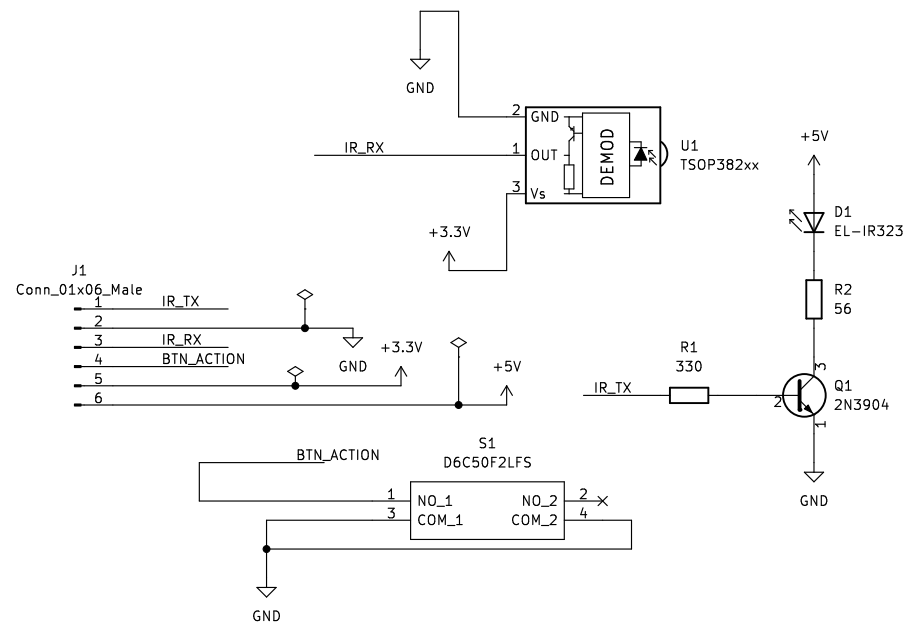 GND
2 GND
IR_RX 1 OUT
3 Vs
DEMOD
U1
TSOP382xx
+3.3V
+5V
D1
EL-IR323
R2
56
J1
Conn_01x06_Male
1 IR_TX
2
3 IR_RX
4 BTN_ACTION
5
6
GND
+3.3V
+5V
R1
330
IR_TX
3
2
1
Q1
2N3904
GND
S1
D6C50F2LFS
BTN_ACTION
1 NO_1 NO_2 2
3 COM_1 COM_2 4
GND